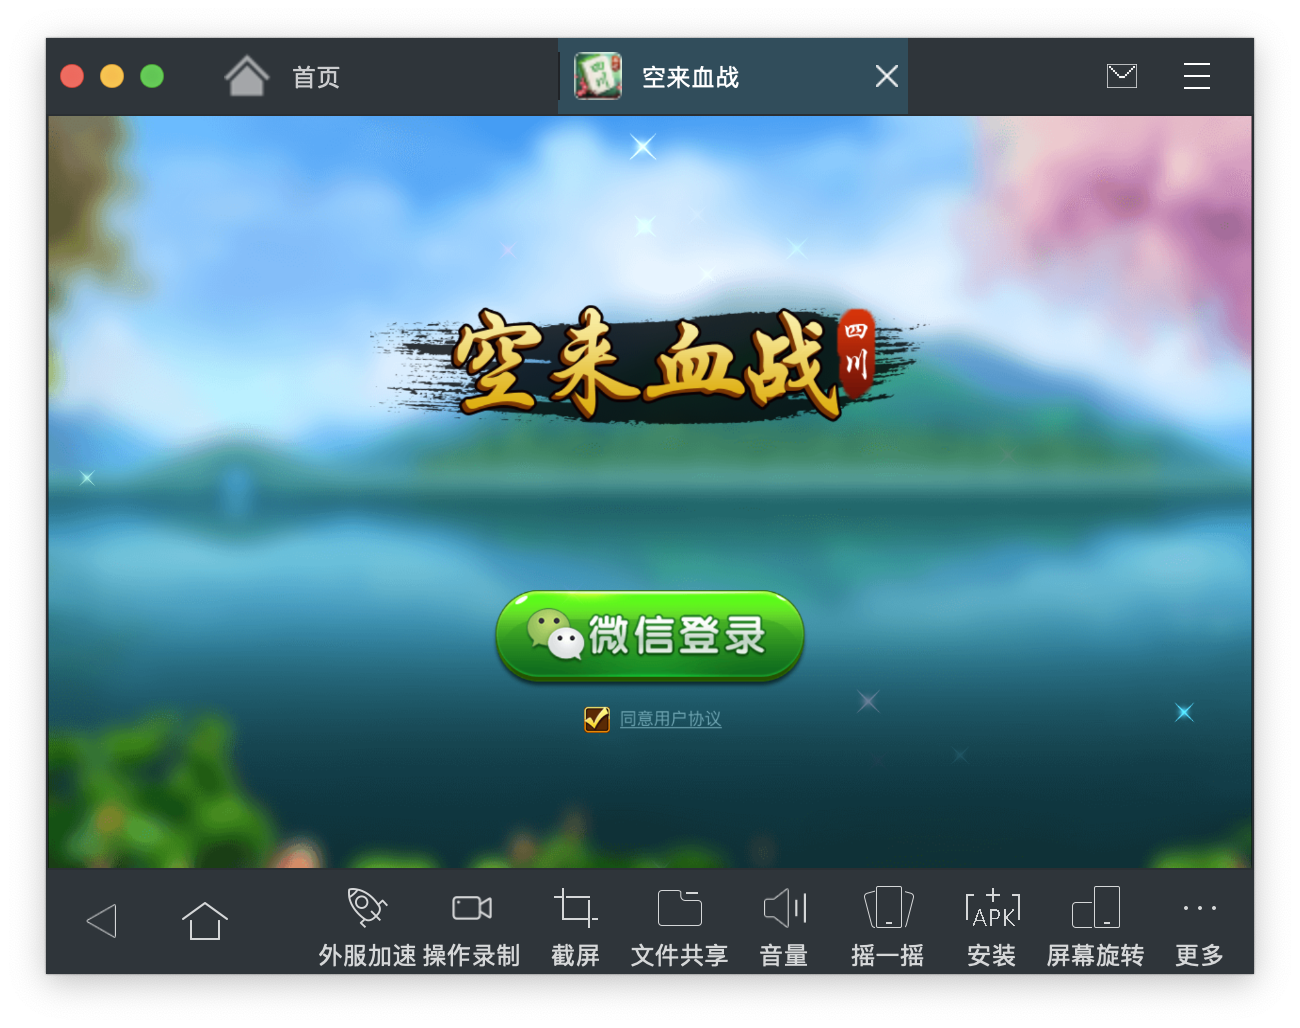 首页
空来血战
空来血战
四川
微信登录
同意用户协议
外服加速
操作录制
截屏
文件共享
音量
摇一摇
APK
安装
屏幕旋转
更多